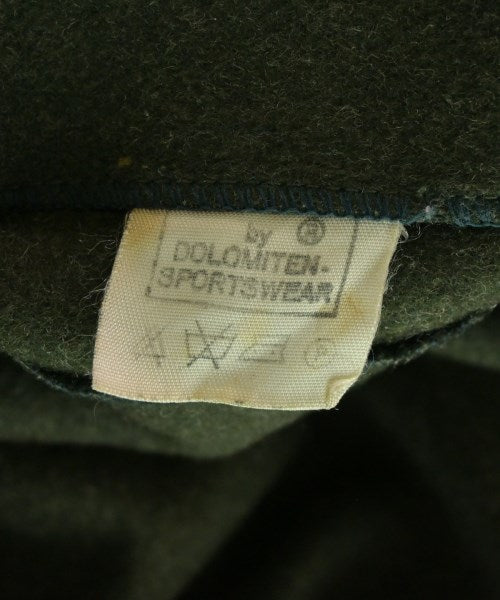 by ®
DOLOMITEN-
SPORTSWEAR
P